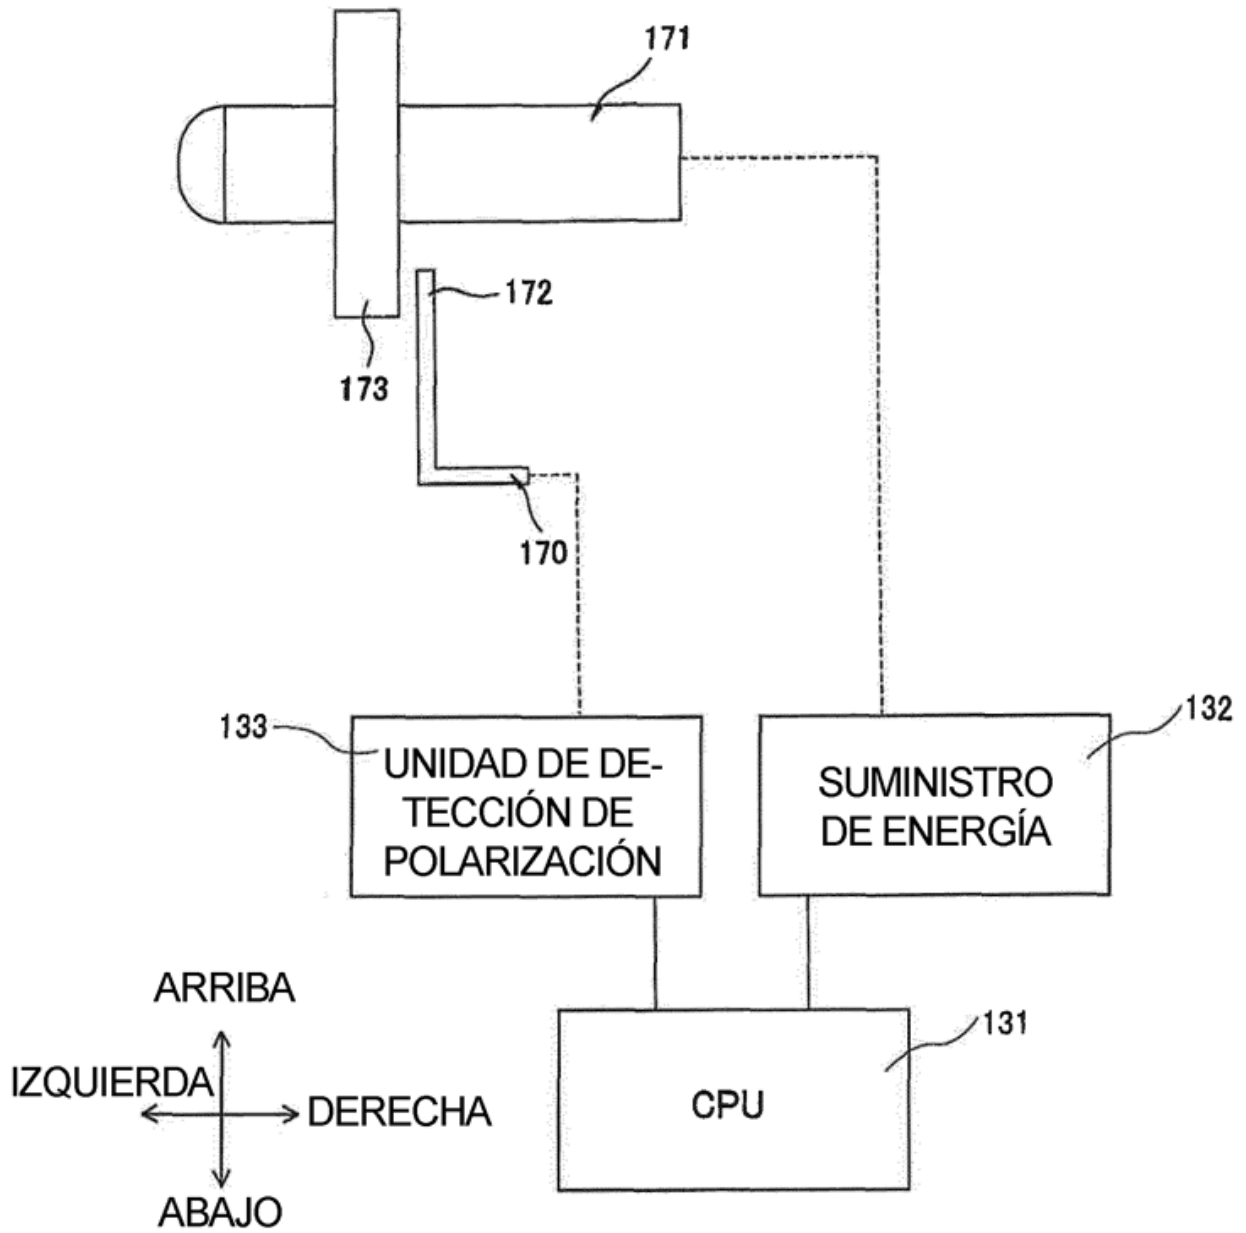 171
172
173
170
133
UNIDAD DE DE-
TECCIÓN DE
POLARIZACIÓN
132
SUMINISTRO
DE ENERGÍA
131
CPU
ARRIBA
IZQUIERDA
DERECHA
ABAJO